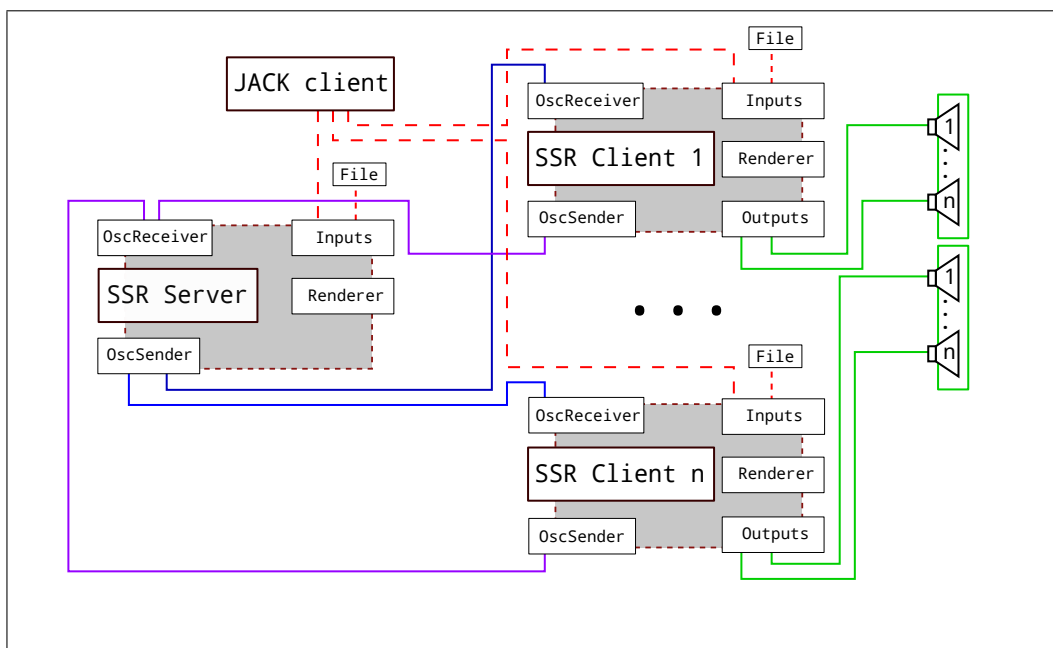 File
JACK client
OscReceiver
Inputs
SSR Client 1
Renderer
OscSender
Outputs
1
n
File
OscReceiver
Inputs
SSR Server
Renderer
OscSender
1
n
File
OscReceiver
Inputs
SSR Client n
Renderer
OscSender
Outputs